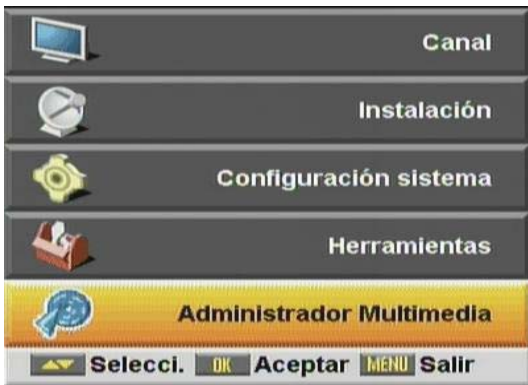 Canal
Instalación
Configuración sistema
Herramientas
Administrador Multimedia
Selecci. OK Aceptar MENU Salir